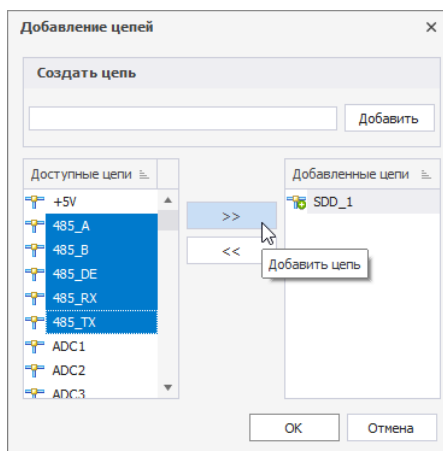 Добавление цепей
Создать цепь
Добавить
Доступные цепи
+5V
485_A
485_B
485_DE
485_RX
485_TX
ADC1
ADC2
ADC3
>>
<<
Добавить цепь
Добавленные цепи
SDD_1
OK
Отмена